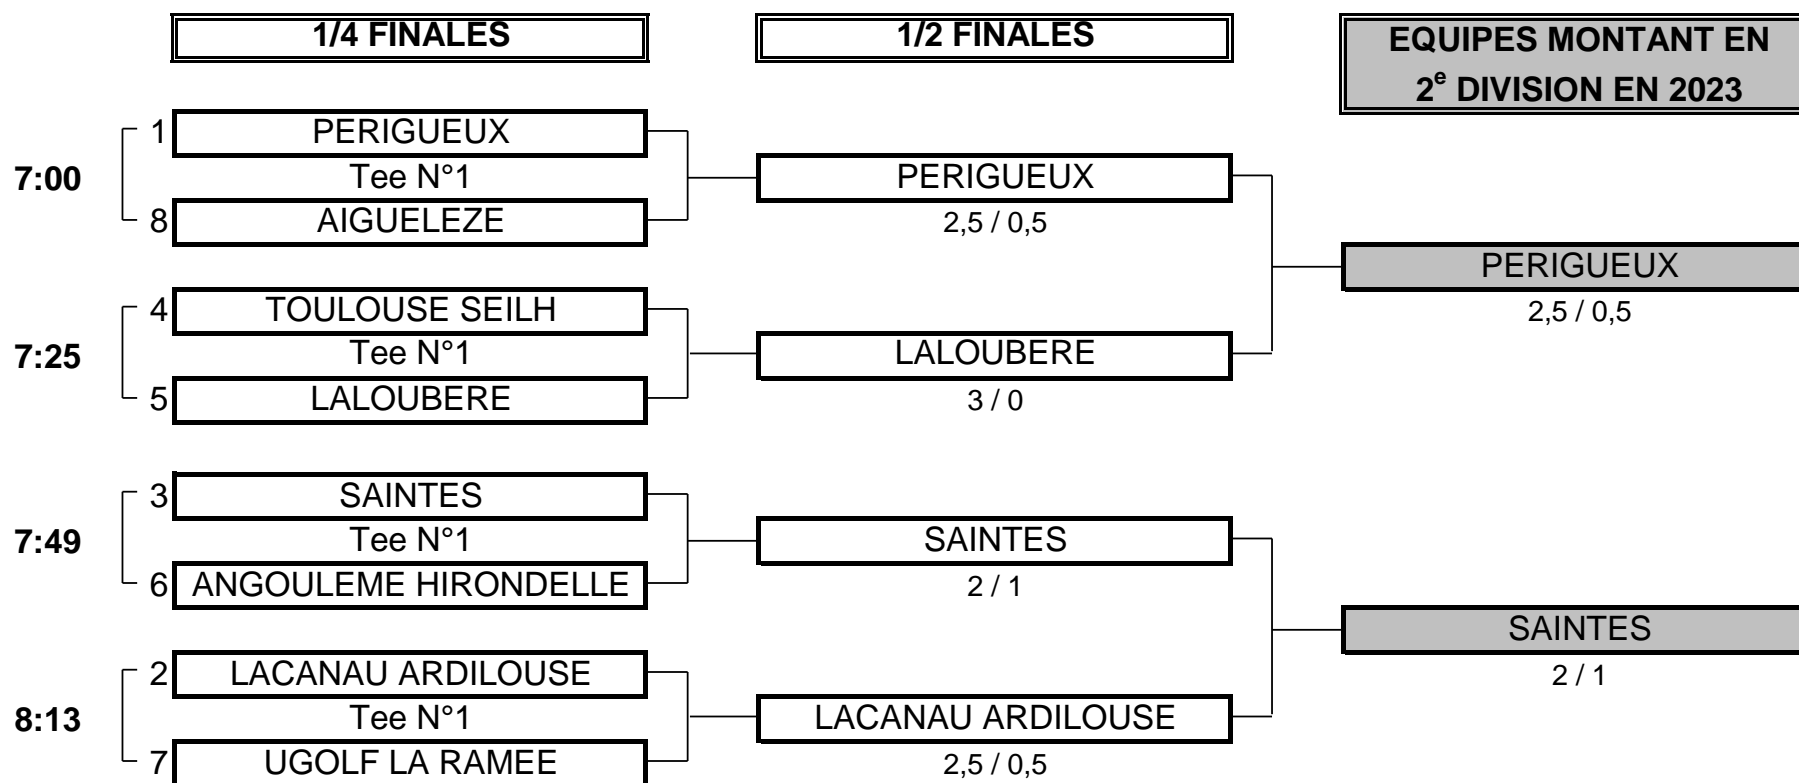 1/4 FINALES
1/2 FINALES
EQUIPES MONTANT EN
2e DIVISION EN 2023
1 PERIGUEUX
7:00 Tee N°1 PERIGUEUX
8 AIGUELEZE 2,5 / 0,5
PERIGUEUX
4 TOULOUSE SEILH 2,5 / 0,5
7:25 Tee N°1 LALOUBERE
5 LALOUBERE 3 / 0
3 SAINTES
7:49 Tee N°1 SAINTES
6 ANGOULEME HIRONDELLE 2 / 1
SAINTES
2 LACANAU ARDILOUSE 2 / 1
8:13 Tee N°1 LACANAU ARDILOUSE
7 UGOLF LA RAMEE 2,5 / 0,5